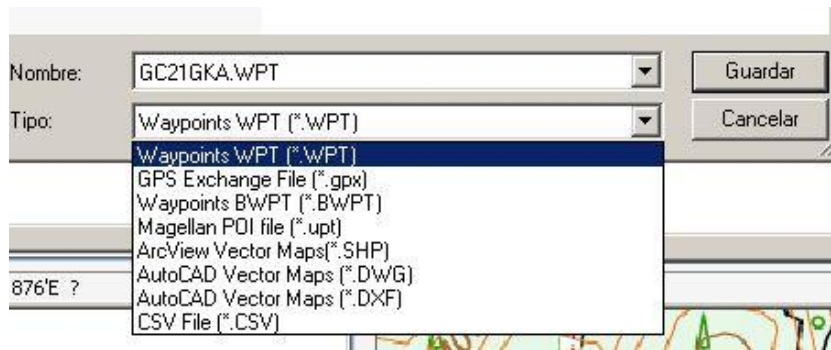 Nombre: GC21GKA.WPT Guardar
Tipo: Waypoints WPT (*.WPT) Cancelar
Waypoints WPT (*.WPT)
GPS Exchange File (*.gpx)
Waypoints BWPT (*.BWPT)
Magellan POI file (*.upt)
ArcView Vector Maps(*.SHP)
AutoCAD Vector Maps (*.DWG)
876'E ?
AutoCAD Vector Maps (*.DXF)
CSV File (*.CSV)